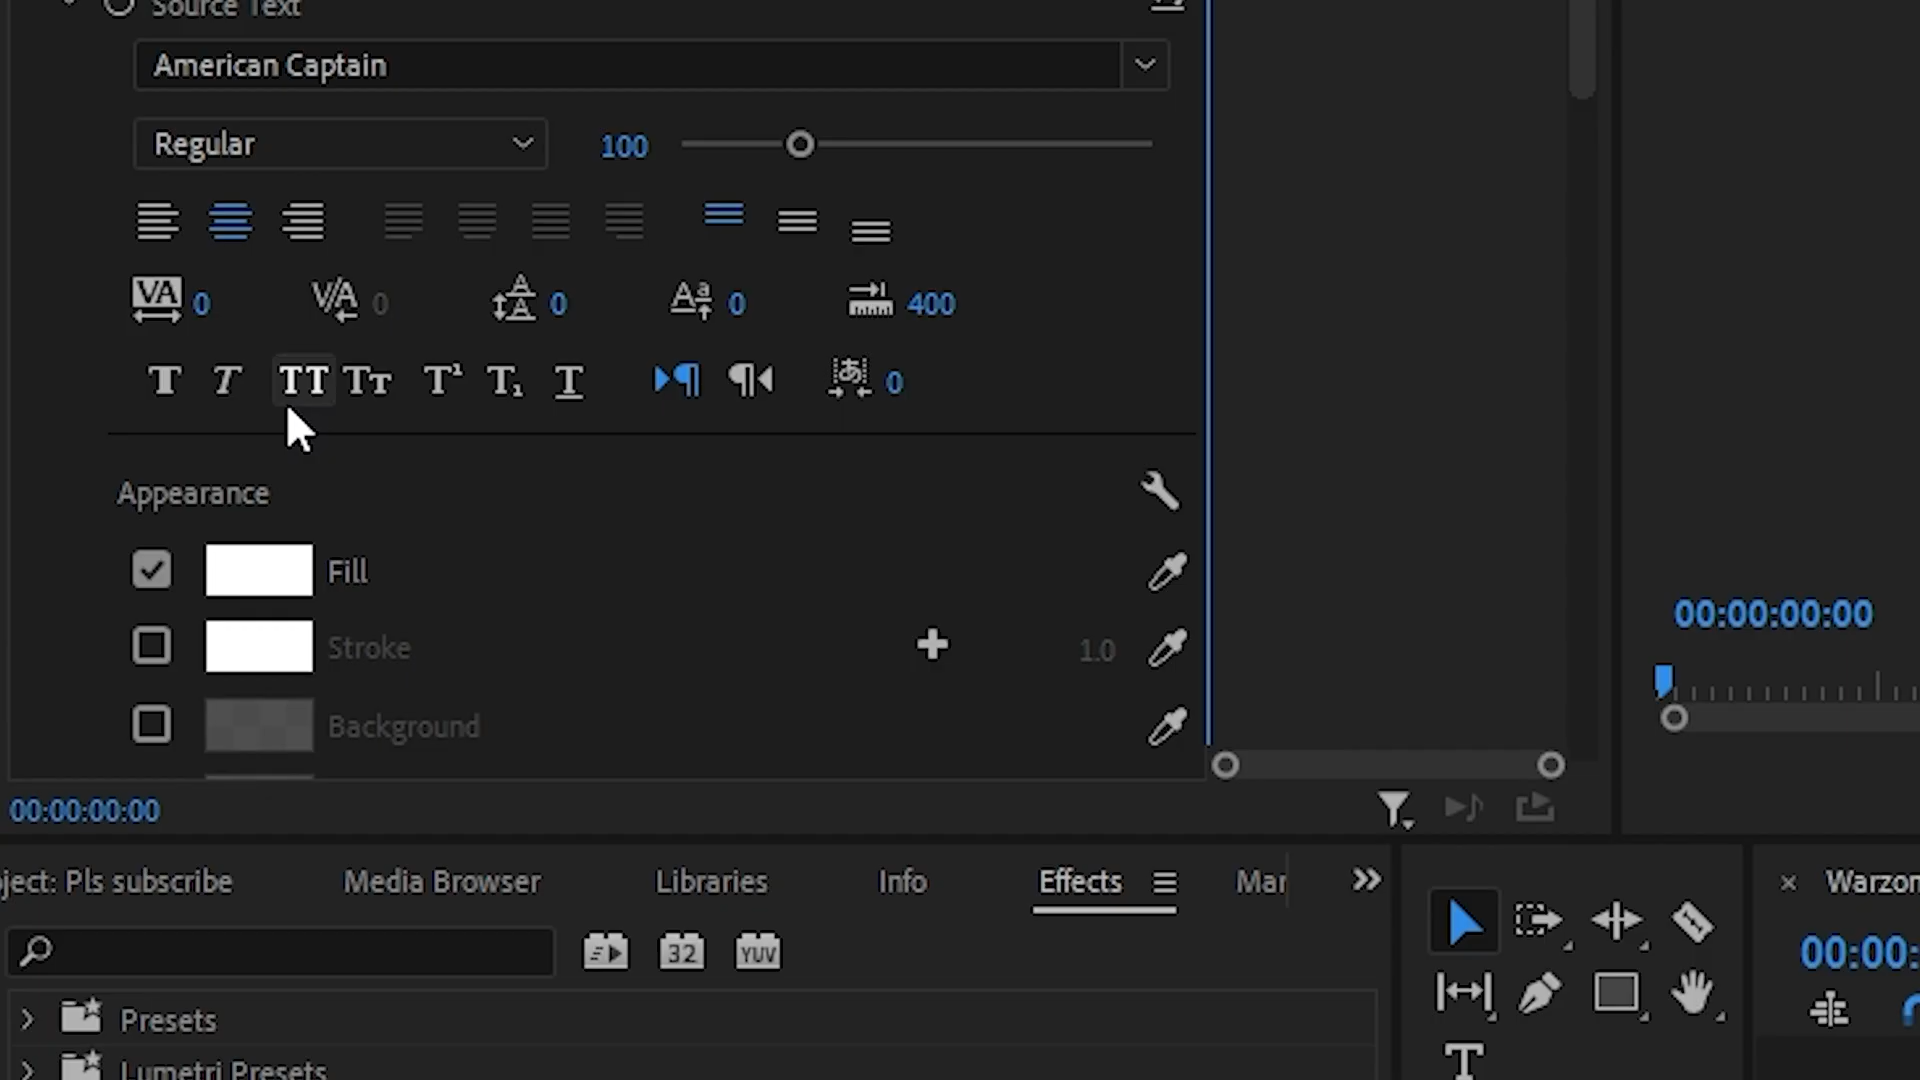 Source Text
American Captain
Regular 100
0 0 0 0 400
0
Appearance
Fill
Stroke 1.0
Background
00:00:00:00
00:00:00:00
ject: Pls subscribe Media Browser Libraries Info Effects Mar
Warzon
32 YUV
00:00:
Presets
Lumetri Presets